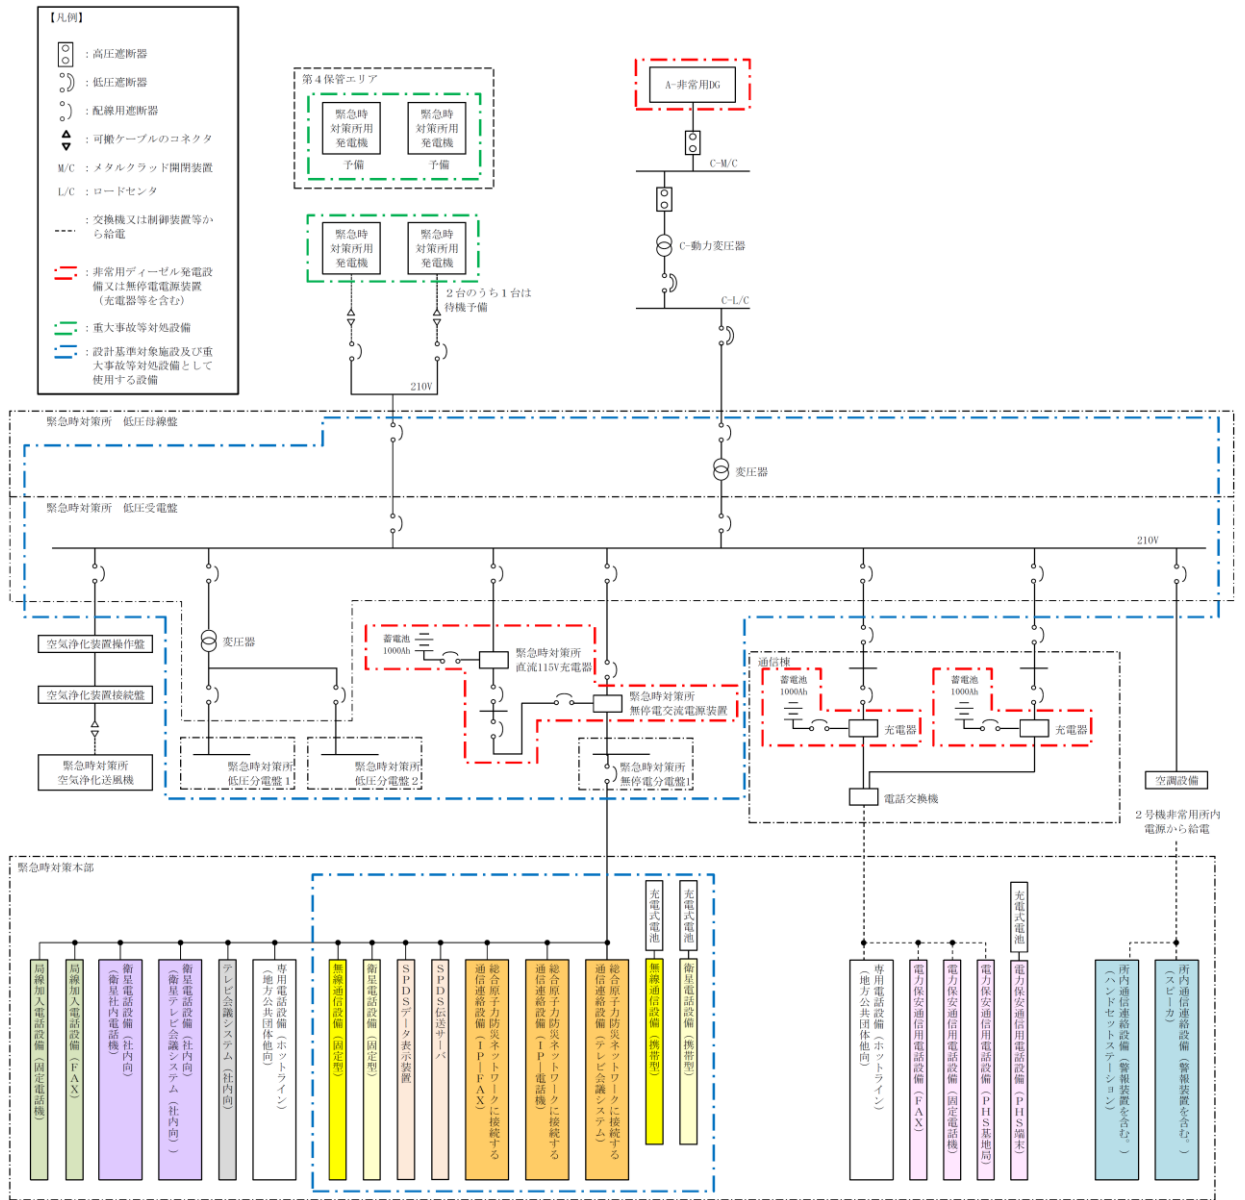 【凡例】
：高圧遮断器
：低圧遮断器
：配線用遮断器
：可搬ケーブルのコネクタ
M/C ：メタルクラッド開閉装置
L/C ：ロードセンタ
：交換機又は制御装置等か
ら給電
：非常用ディーゼル発電設
備又は無停電電源装置
（充電器等を含む）
：重大事故等対処設備
：設計基準対象施設及び重
大事故等対処設備として
使用する設備
第４保管エリア
緊急時
対策所用
発電機
予備
緊急時
対策所用
発電機
予備
緊急時
対策所用
発電機
緊急時
対策所用
発電機
２台のうち１台は
待機予備
210V
A-非常用DG
C-M/C
C-動力変圧器
C-L/C
緊急時対策所　低圧母線盤
変圧器
緊急時対策所　低圧受電盤
210V
空気浄化装置操作盤
空気浄化装置接続盤
緊急時対策所
空気浄化送風機
変圧器
緊急時対策所
低圧分電盤１
緊急時対策所
低圧分電盤２
蓄電池
1000Ah
緊急時対策所
直流115V充電器
緊急時対策所
無停電交流電源装置
緊急時対策所
無停電分電盤1
通信棟
蓄電池
1000Ah
充電器
蓄電池
1000Ah
充電器
電話交換機
空調設備
２号機非常用所内
電源から給電
緊急時対策本部
局線加入電話設備（固定電話機）
局線加入電話設備（FAX）
衛星電話設備（社内向）
（衛星社内電話機）
衛星電話設備（社内向）
（衛星テレビ会議システム（社内向））
テレビ会議システム（社内向）
専用電話設備（ホットライン）
（地方公共団体他向）
無線通信設備（固定型）
衛星電話設備（固定型）
SPDSデータ表示装置
SPDS伝送サーバ
総合原子力防災ネットワークに接続する
通信連絡設備（IP－FAX）
総合原子力防災ネットワークに接続する
通信連絡設備（IP－電話機）
総合原子力防災ネットワークに接続する
通信連絡設備（テレビ会議システム）
充電式電池
無線通信設備（携帯型）
充電式電池
衛星電話設備（携帯型）
専用電話設備（ホットライン）
（地方公共団体他向）
電力保安通信用電話設備（FAX）
電力保安通信用電話設備（固定電話機）
電力保安通信用電話設備（PHS基地局）
充電式電池
電力保安通信用電話設備（PHS端末）
所内通信連絡設備（警報装置を含む。）
（ハンドセットステーション）
所内通信連絡設備（警報装置を含む。）
（スピーカ）